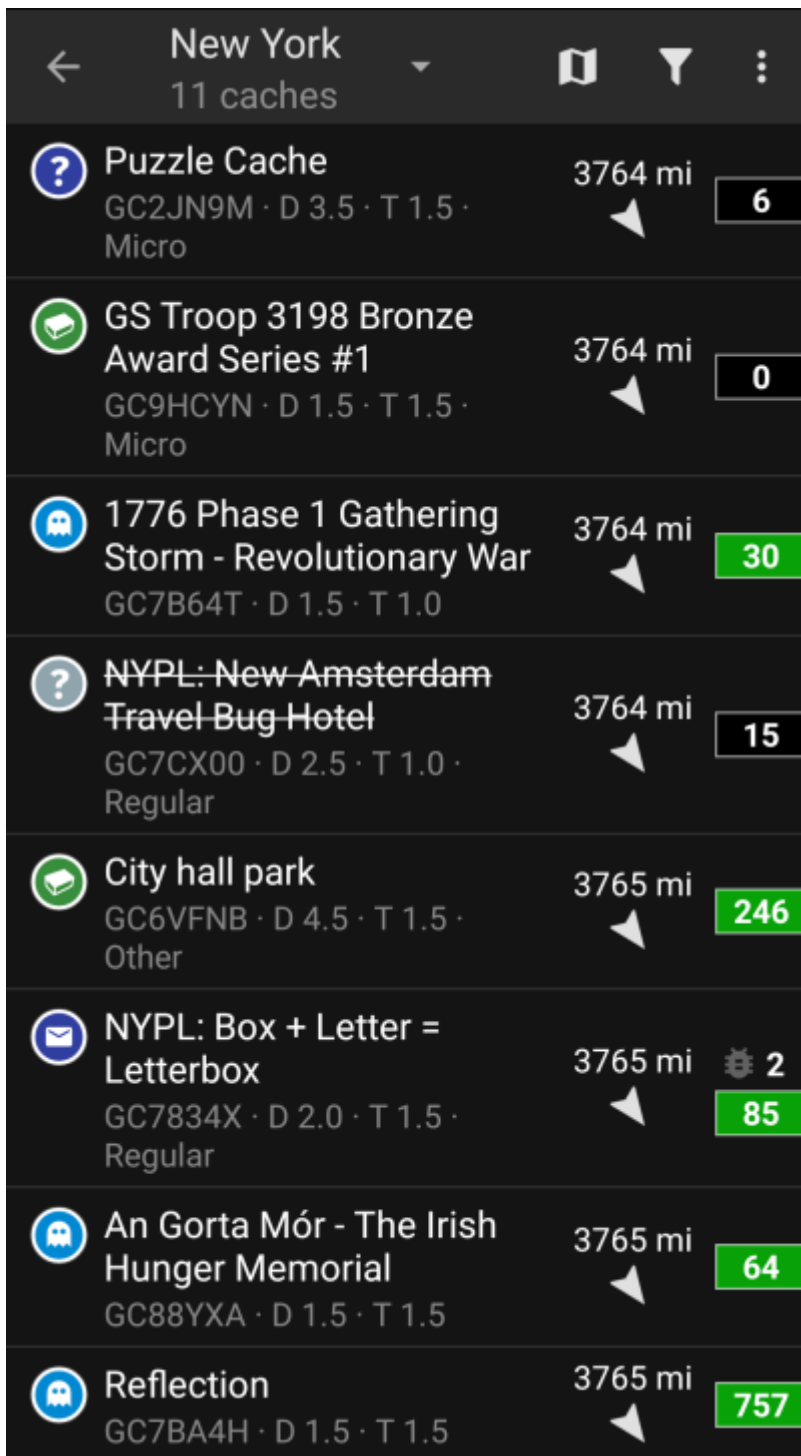 New York
11 caches
Puzzle Cache
GC2JN9M · D 3.5 · T 1.5 ·
Micro
3764 mi
6
GS Troop 3198 Bronze
Award Series #1
GC9HCYN · D 1.5 · T 1.5 ·
Micro
3764 mi
0
1776 Phase 1 Gathering
Storm - Revolutionary War
GC7B64T · D 1.5 · T 1.0
3764 mi
30
NYPL: New Amsterdam
Travel Bug Hotel
GC7CX00 · D 2.5 · T 1.0 ·
Regular
3764 mi
15
City hall park
GC6VFNB · D 4.5 · T 1.5 ·
Other
3765 mi
246
NYPL: Box + Letter =
Letterbox
GC7834X · D 2.0 · T 1.5 ·
Regular
3765 mi
2
85
An Gorta Mór - The Irish
Hunger Memorial
GC88YXA · D 1.5 · T 1.5
3765 mi
64
Reflection
GC7BA4H · D 1.5 · T 1.5
3765 mi
757